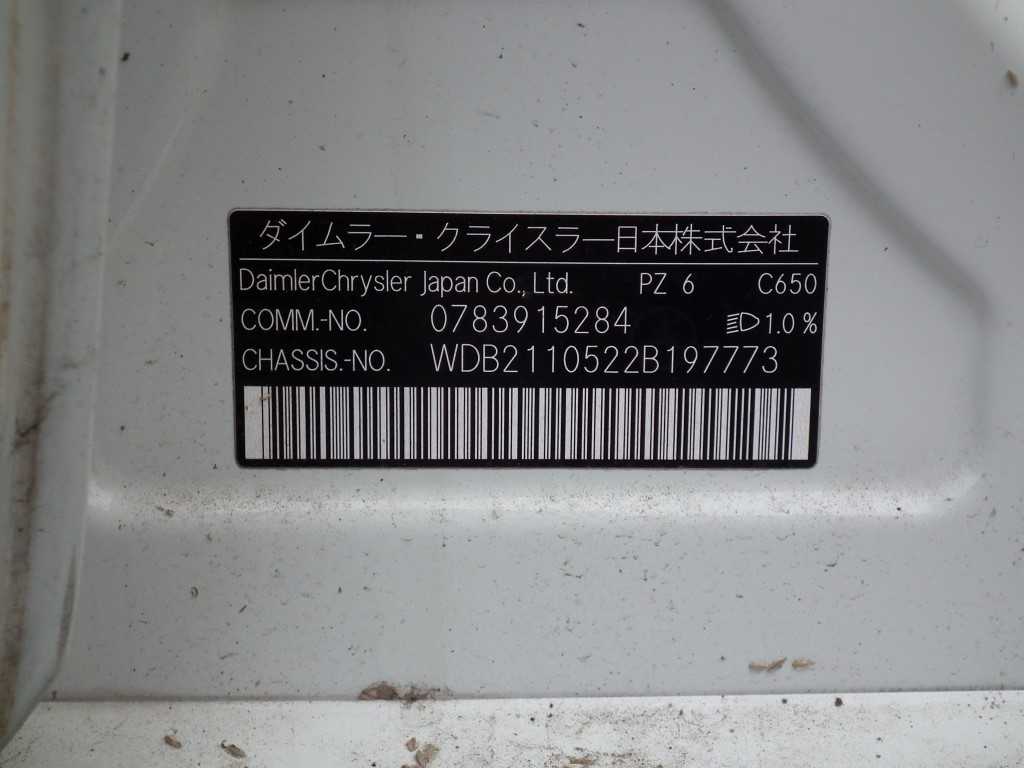 ダイムラー・クライスラー日本株式会社
DaimlerChrysler Japan Co., Ltd. PZ 6 C650
COMM.-NO. 0783915284 1.0%
CHASSIS.-NO. WDB2110522B197773